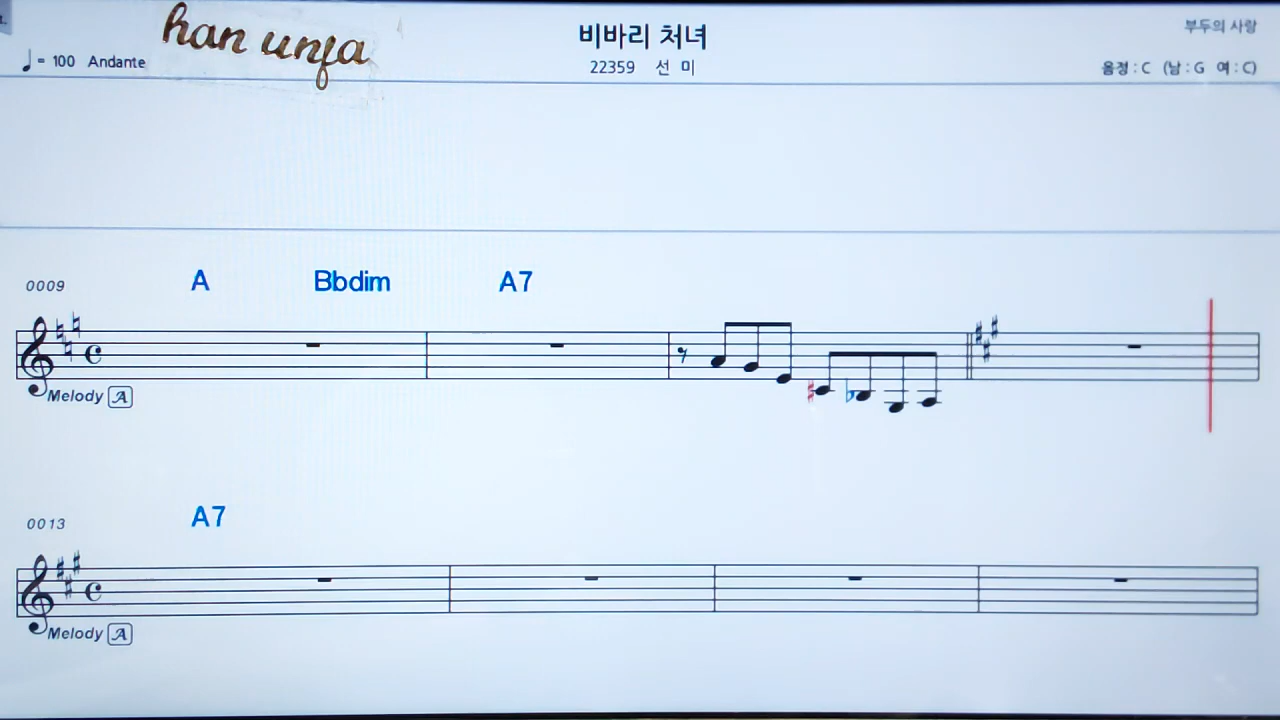 han unfa
비바리 처녀
부두의 사랑
♩= 100 Andante
22359 선 미
음정 : C (남 : G 여 : C)
A Bbdim A7
0009
Melody A
A7
0013
Melody A